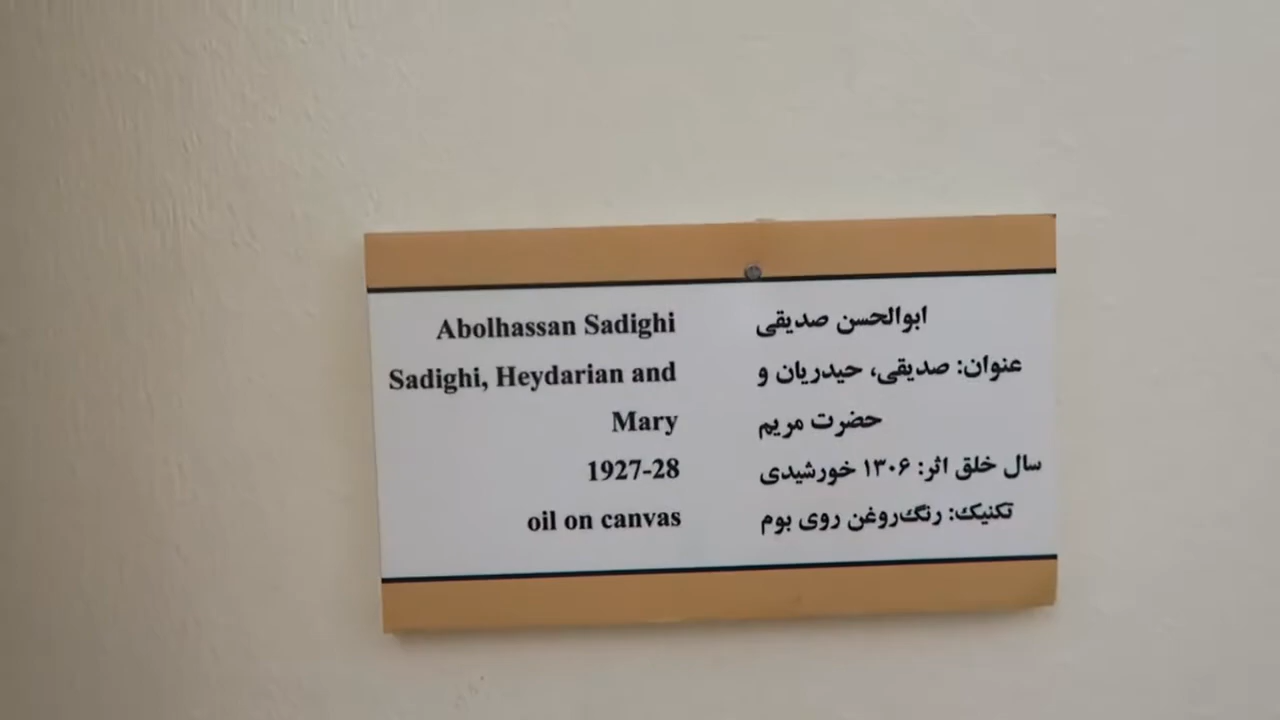 Abolhassan Sadighi
Sadighi, Heydarian and
Mary
1927-28
oil on canvas
ابوالحسن صدیقی
عنوان: صدیقی، حیدریان و
حضرت مریم
سال خلق اثر: ۱۳۰۶ خورشیدی
تکنیک: رنگ‌روغن روی بوم